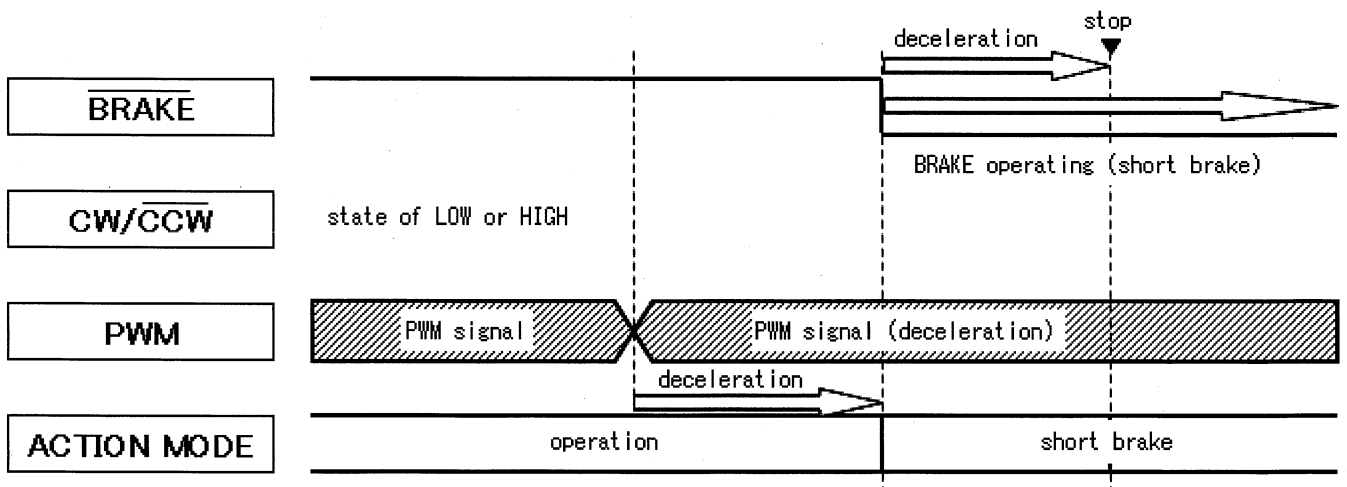 stop
deceleration
BRAKE
BRAKE operating (short brake)
CW/CCW
state of LOW or HIGH
PWM
PWM signal
PWM signal (deceleration)
deceleration
ACTION MODE
operation
short brake